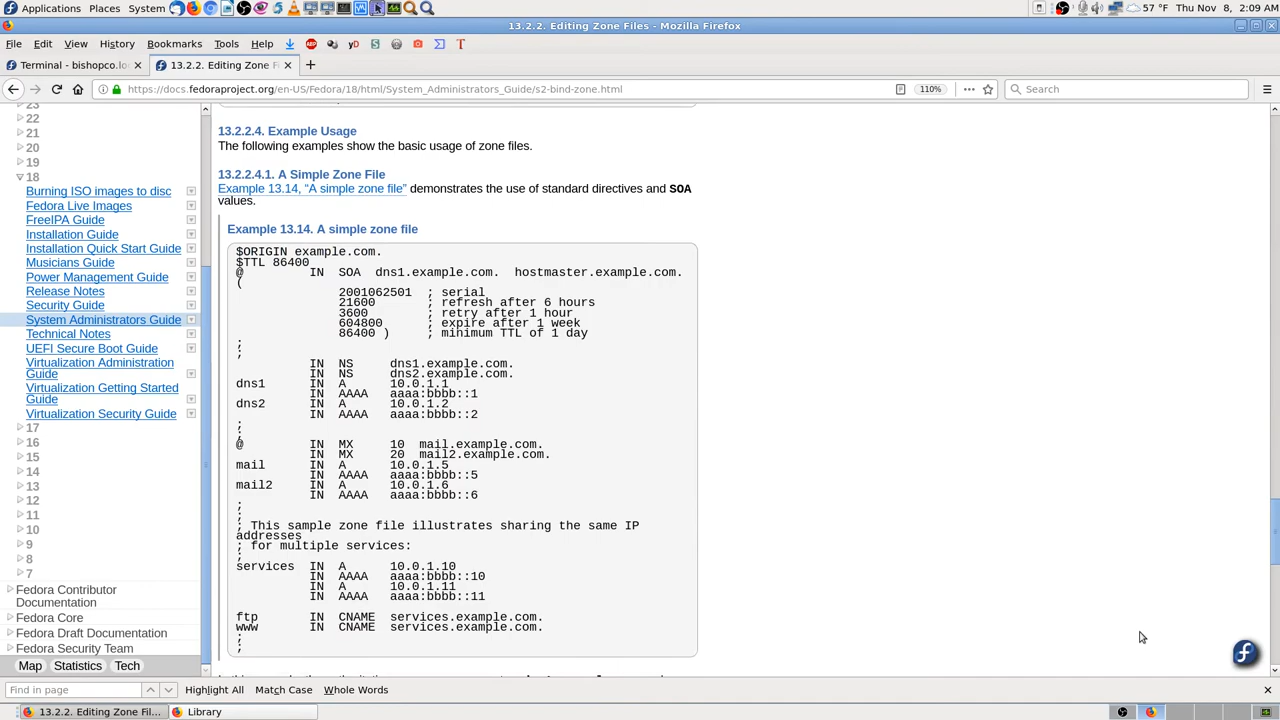 Applications Places System 57 °F Thu Nov 8, 2:09 AM
13.2.2. Editing Zone Files - Mozilla Firefox
File Edit View History Bookmarks Tools Help
Terminal - bishopco.lo
13.2.2. Editing Zone F
https://docs.fedoraproject.org/en-US/Fedora/18/html/System_Administrators_Guide/s2-bind-zone.html
110%
Search
23
22
21
20
19
18
Burning ISO images to disc
Fedora Live Images
FreeIPA Guide
Installation Guide
Installation Quick Start Guide
Musicians Guide
Power Management Guide
Release Notes
Security Guide
System Administrators Guide
Technical Notes
UEFI Secure Boot Guide
Virtualization Administration
Guide
Virtualization Getting Started
Guide
Virtualization Security Guide
17
16
15
14
13
12
11
10
9
8
7
Fedora Contributor
Documentation
Fedora Core
Fedora Draft Documentation
Fedora Security Team
Map Statistics Tech
13.2.2.4. Example Usage
The following examples show the basic usage of zone files.
13.2.2.4.1. A Simple Zone File
Example 13.14, “A simple zone file” demonstrates the use of standard directives and SOA
values.
Example 13.14. A simple zone file
$ORIGIN example.com.
$TTL 86400
@ IN SOA dns1.example.com. hostmaster.example.com.
(
2001062501 ; serial
21600 ; refresh after 6 hours
3600 ; retry after 1 hour
604800 ; expire after 1 week
86400 ) ; minimum TTL of 1 day
;
;
IN NS dns1.example.com.
IN NS dns2.example.com.
dns1 IN A 10.0.1.1
IN AAAA aaaa:bbbb::1
dns2 IN A 10.0.1.2
IN AAAA aaaa:bbbb::2
;
;
@ IN MX 10 mail.example.com.
IN MX 20 mail2.example.com.
mail IN A 10.0.1.5
IN AAAA aaaa:bbbb::5
mail2 IN A 10.0.1.6
IN AAAA aaaa:bbbb::6
;
;
; This sample zone file illustrates sharing the same IP
addresses
; for multiple services:
;
services IN A 10.0.1.10
IN AAAA aaaa:bbbb::10
IN A 10.0.1.11
IN AAAA aaaa:bbbb::11
ftp IN CNAME services.example.com.
www IN CNAME services.example.com.
;
;
Find in page Highlight All Match Case Whole Words
13.2.2. Editing Zone Fil... Library